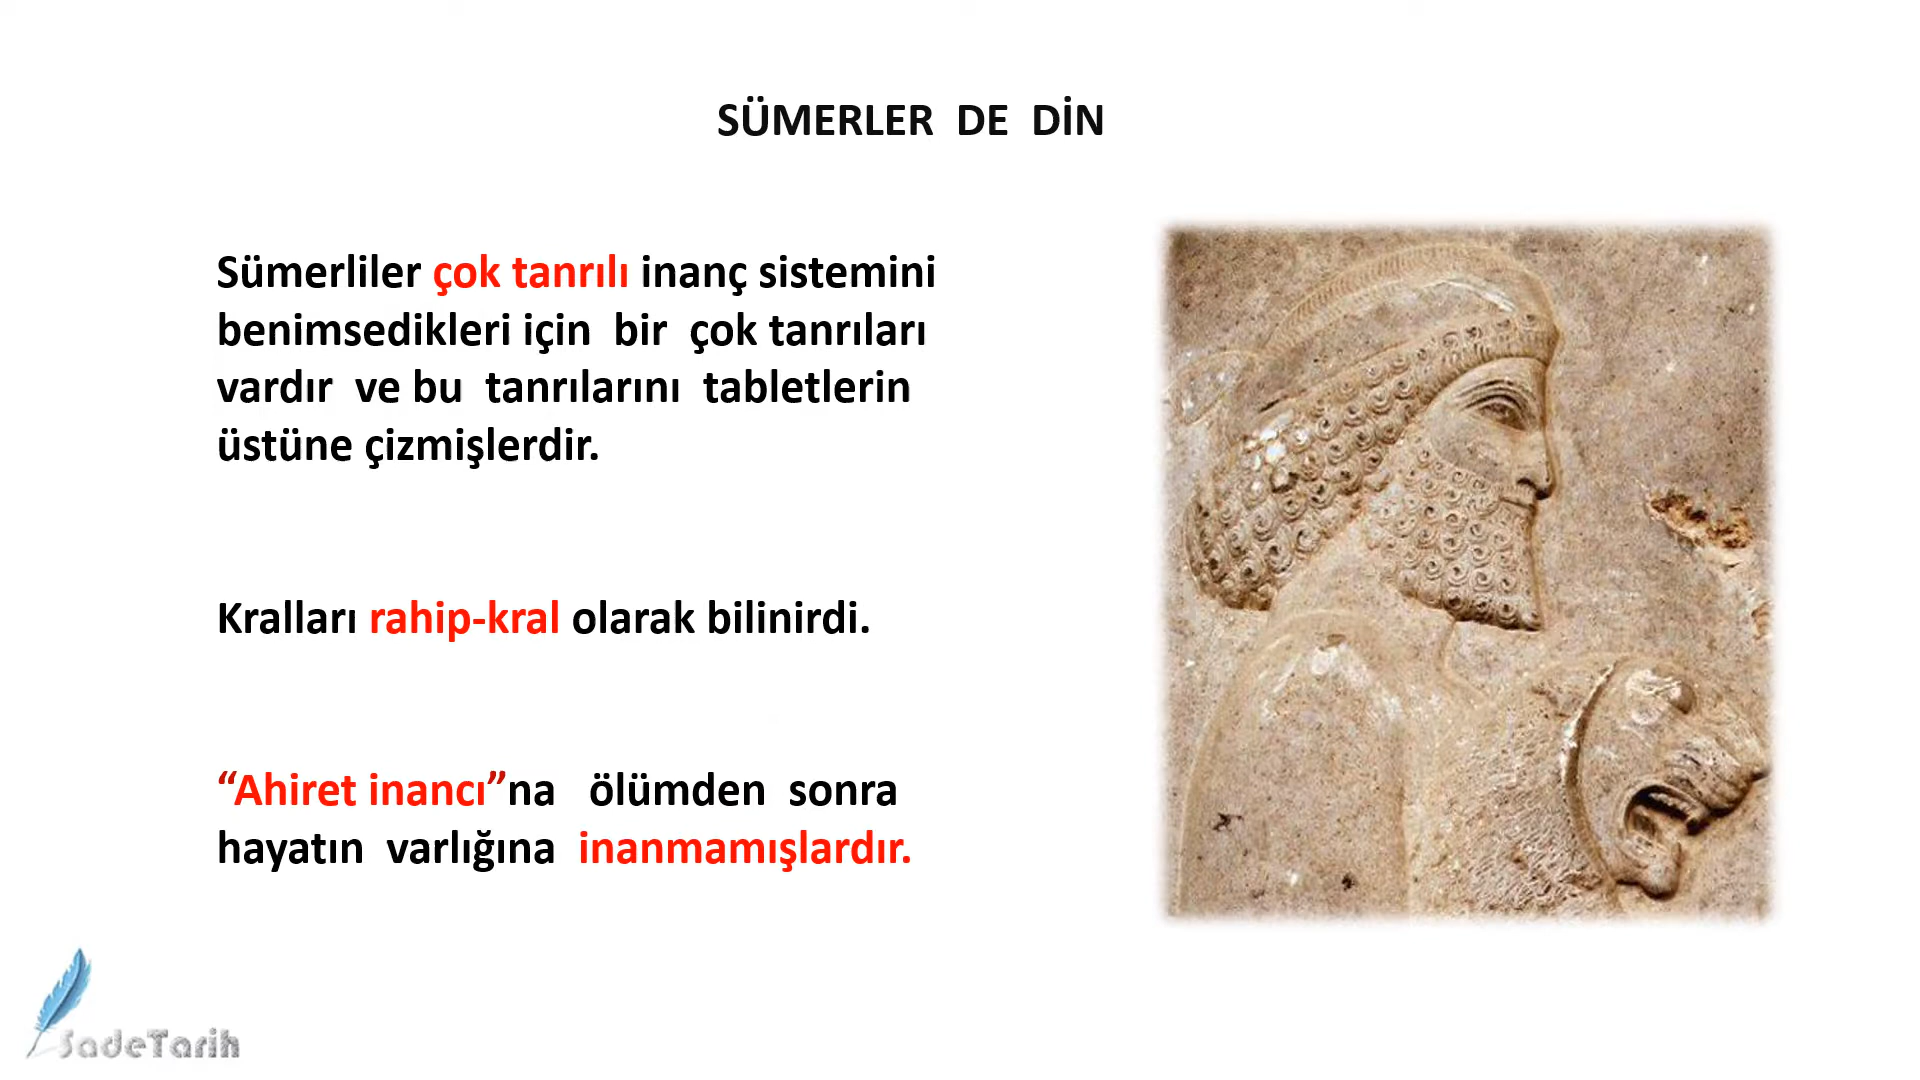 SÜMERLER DE DİN
Sümerliler çok tanrılı inanç sistemini
benimsedikleri için bir çok tanrıları
vardır ve bu tanrılarını tabletlerin
üstüne çizmişlerdir.
Kralları rahip-kral olarak bilinirdi.
“Ahiret inancı”na ölümden sonra
hayatın varlığına inanmamışlardır.
SadeTarih